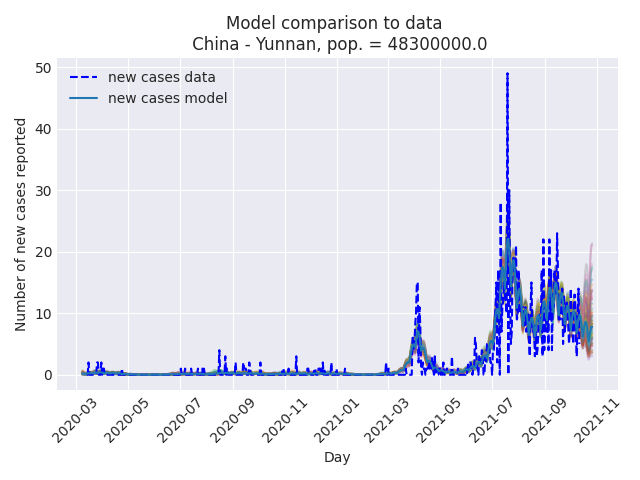 Model comparison to data
China - Yunnan, pop. = 48300000.0
new cases data
new cases model
Number of new cases reported
50
40
30
20
10
0
2020-03
2020-05
2020-07
2020-09
2020-11
2021-01
2021-03
2021-05
2021-07
2021-09
2021-11
Day